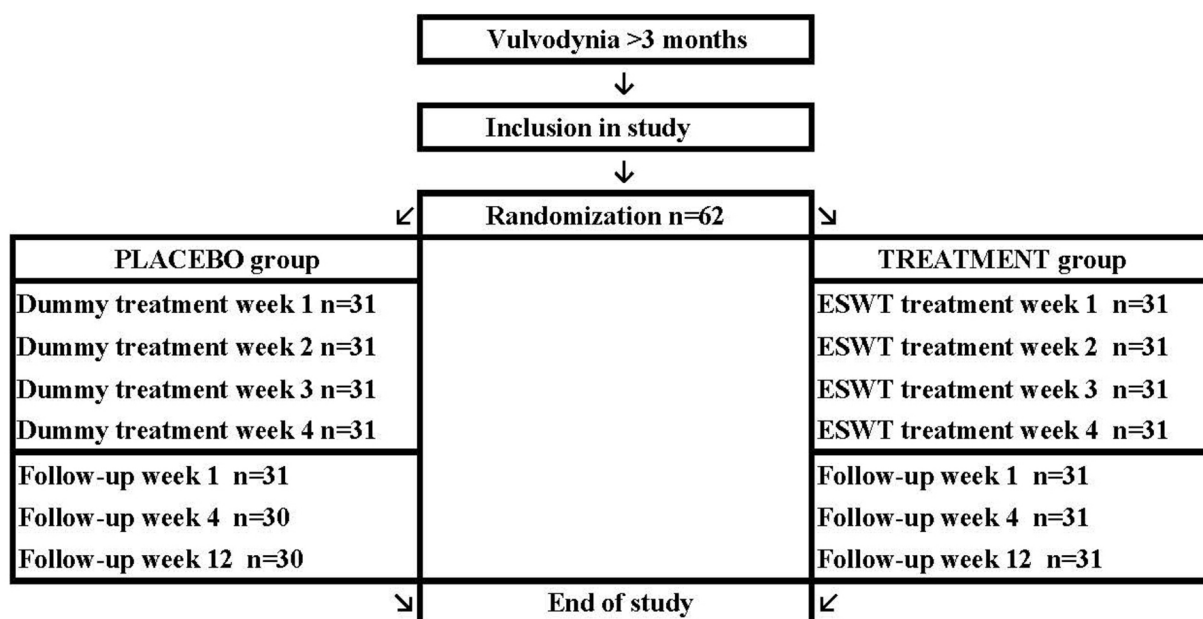 Vulvodynia >3 months
↓
Inclusion in study
↓
↙ Randomization n=62 ↘
PLACEBO group
Dummy treatment week 1 n=31
Dummy treatment week 2 n=31
Dummy treatment week 3 n=31
Dummy treatment week 4 n=31
Follow-up week 1 n=31
Follow-up week 4 n=30
Follow-up week 12 n=30
TREATMENT group
ESWT treatment week 1 n=31
ESWT treatment week 2 n=31
ESWT treatment week 3 n=31
ESWT treatment week 4 n=31
Follow-up week 1 n=31
Follow-up week 4 n=31
Follow-up week 12 n=31
↘ End of study ↙